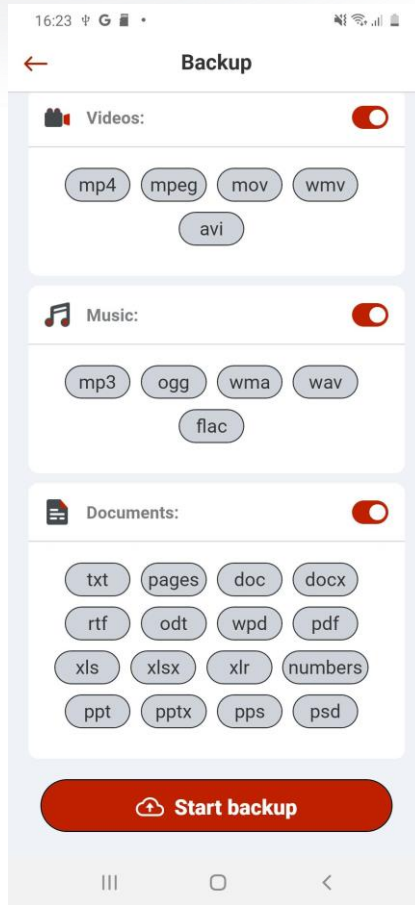 16:23 G
Backup
Videos:
mp4 mpeg mov wmv
avi
Music:
mp3 ogg wma wav
flac
Documents:
txt pages doc docx
rtf odt wpd pdf
xls xlsx xlr numbers
ppt pptx pps psd
Start backup